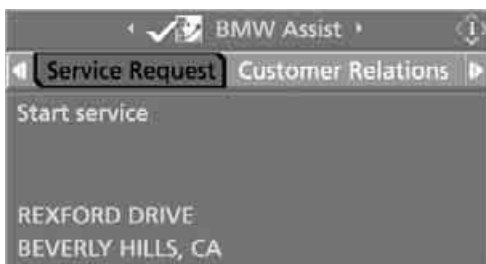 BMW Assist
Service Request Customer Relations
Start service
REXFORD DRIVE
BEVERLY HILLS, CA